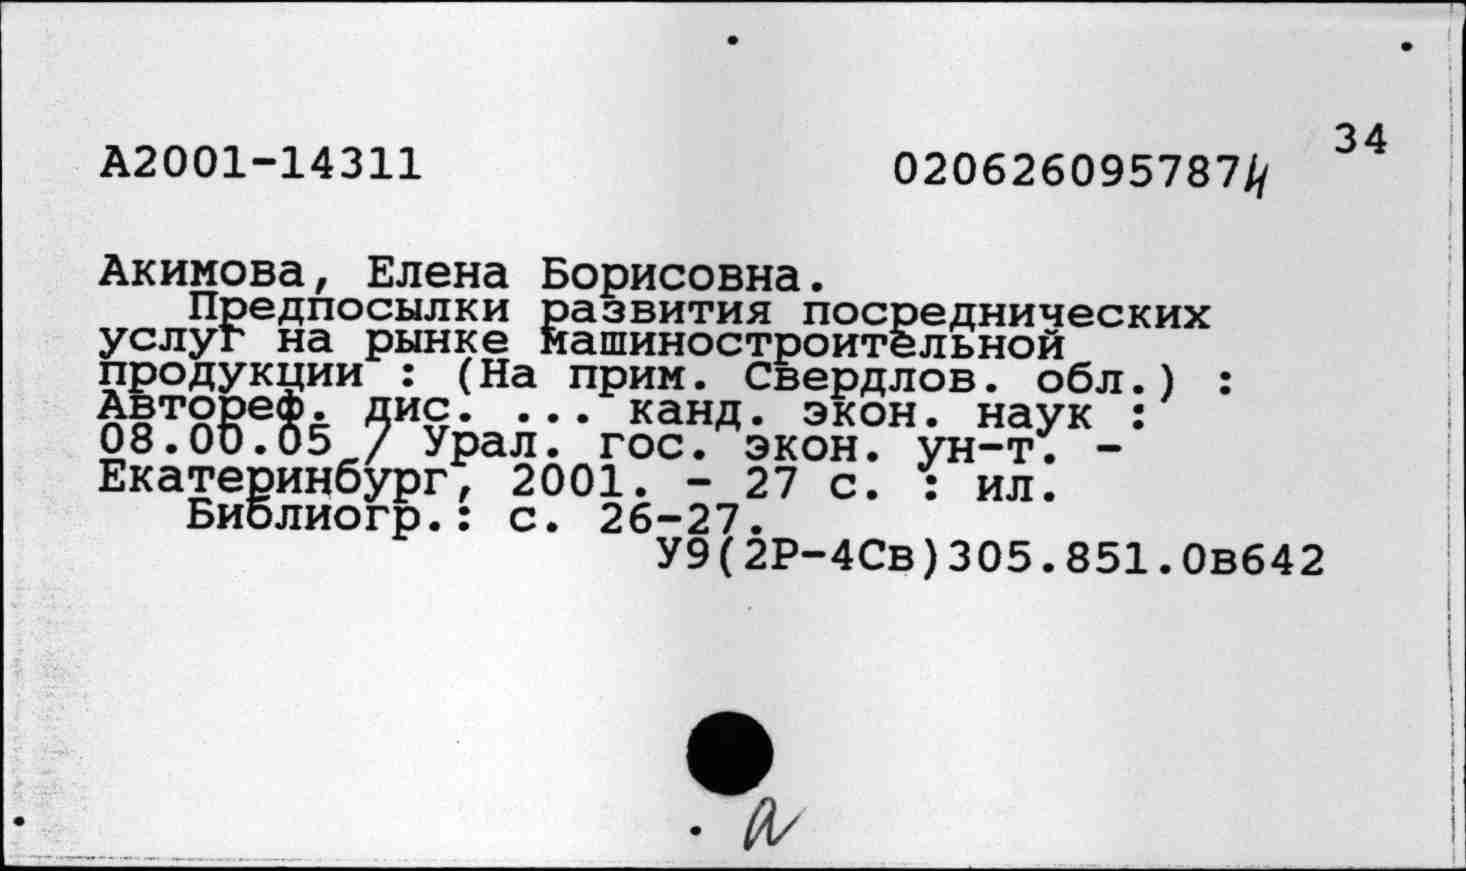 А2001-14311
020626095787
34
Акимова, Елена Борисовна.
Предпосылки развития посреднических
услуг на рынке машиностроительной
продукции : (На прим. Свердлов. обл.) :
Автореф. дис. ... канд. экон. наук :
08.00.05 / Урал. гос. экон. ун-т. -
Екатеринбург, 2001. - 27 с. : ил.
Библиогр.: с. 26-27.
У9(2Р-4Св)305.851.0в642
а